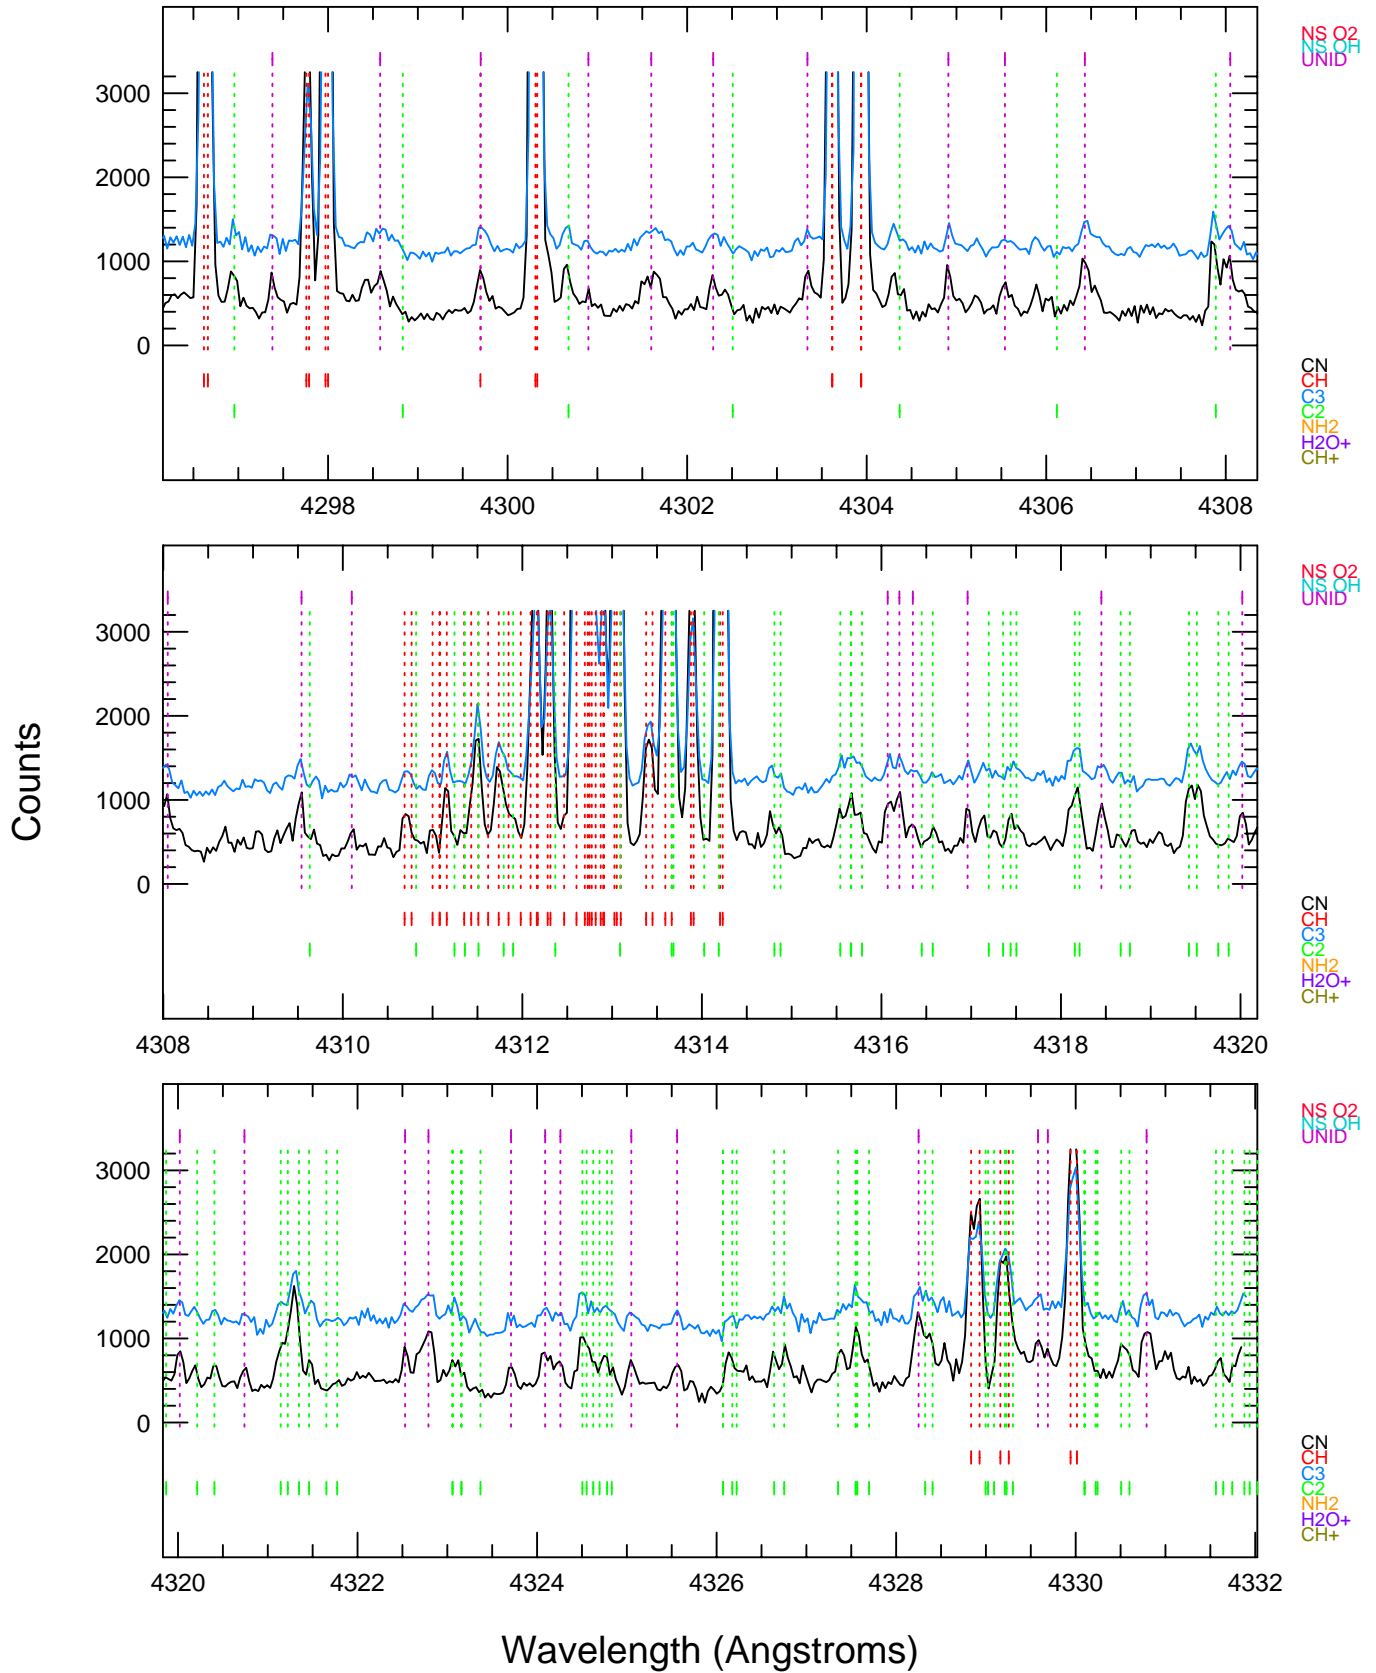 NS O2
NS OH
UNID
3000
2000
1000
0
CN
CH
C3
C2
NH2
H2O+
CH+
4298
4300
4302
4304
4306
4308
NS O2
NS OH
UNID
3000
2000
1000
0
Counts
CN
CH
C3
C2
NH2
H2O+
CH+
4308
4310
4312
4314
4316
4318
4320
NS O2
NS OH
UNID
3000
2000
1000
0
CN
CH
C3
C2
NH2
H2O+
CH+
4320
4322
4324
4326
4328
4330
4332
Wavelength (Angstroms)